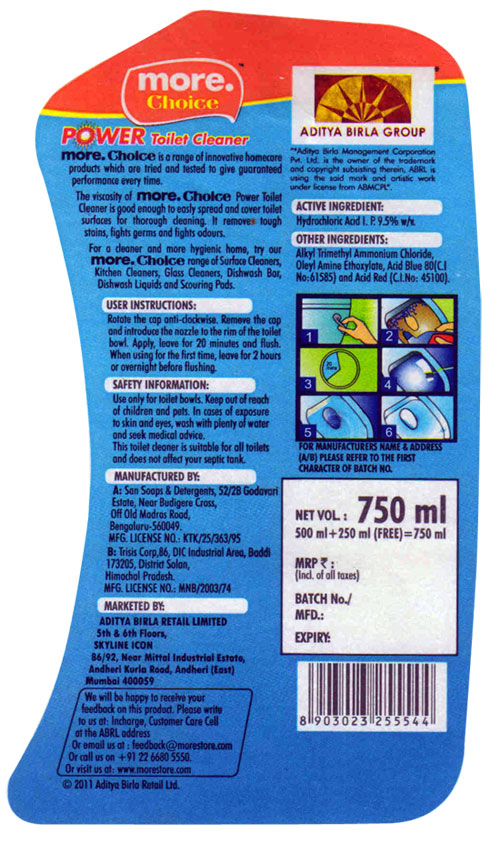 more.™
Choice
POWER Toilet Cleaner
more.Choice is a range of innovative homecare
products which are tried and tested to give guaranteed
performance every time.
The viscosity of more.Choice Power Toilet
Cleaner is good enough to easily spread and cover toilet
surfaces for thorough cleaning. It removes tough
stains, fights germs and fights odours.
For a cleaner and more hygienic home, try our
more.Choice range of Surface Cleaners,
Kitchen Cleaners, Glass Cleaners, Dishwash Bar,
Dishwash Liquids and Scouring Pads.
USER INSTRUCTIONS:
Rotate the cap anti-clockwise. Remove the cap
and introduce the nozzle to the rim of the toilet
bowl. Apply, leave for 20 minutes and flush.
When using for the first time, leave for 2 hours
or overnight before flushing.
SAFETY INFORMATION:
Use only for toilet bowls. Keep out of reach
of children and pets. In cases of exposure
to skin and eyes, wash with plenty of water
and seek medical advice.
This toilet cleaner is suitable for all toilets
and does not affect your septic tank.
MANUFACTURED BY:
A: San Soaps & Detergents, 52/2B Godavari
Estate, Near Budigere Cross,
Off Old Madras Road,
Bengaluru-560049.
MFG. LICENSE NO.: KTK/25/363/95
B: Trisis Corp,86, DIC Industrial Area, Baddi
173205, District Solan,
Himachal Pradesh.
MFG. LICENSE NO.: MNB/2003/74
MARKETED BY:
ADITYA BIRLA RETAIL LIMITED
5th & 6th Floors,
SKYLINE ICON
86/92, Near Mittal Industrial Estate,
Andheri Kurla Road, Andheri (East)
Mumbai 400059
We will be happy to receive your
feedback on this product. Please write
to us at: Incharge, Customer Care Cell
at the ABRL address
Or email us at : feedback@morestore.com
Or call us on +91 22 6680 5550.
Or visit us at: www.morestore.com
© 2011 Aditya Birla Retail Ltd.
ADITYA BIRLA GROUP
"Aditya Birla Management Corporation
Pvt. Ltd. is the owner of the trademark
and copyright subsisting therein, ABRL is
using the said mark and artistic work
under license from ABMCPL".
ACTIVE INGREDIENT:
Hydrochloric Acid I. P. 9.5% w/v.
OTHER INGREDIENTS:
Alkyl Trimethyl Ammonium Chloride,
Oleyl Amine Ethoxylate, Acid Blue 80(C.I
No:61585) and Acid Red (C.I.No: 45100).
1
2
3
20
mins
4
5
6
FOR MANUFACTURERS NAME & ADDRESS
(A/B) PLEASE REFER TO THE FIRST
CHARACTER OF BATCH NO.
NET VOL : 750 ml
500 ml+250 ml (FREE)=750 ml
MRP ₹ :
(Incl. of all taxes)
BATCH No./
MFD.:
EXPIRY:
8 903023 255544